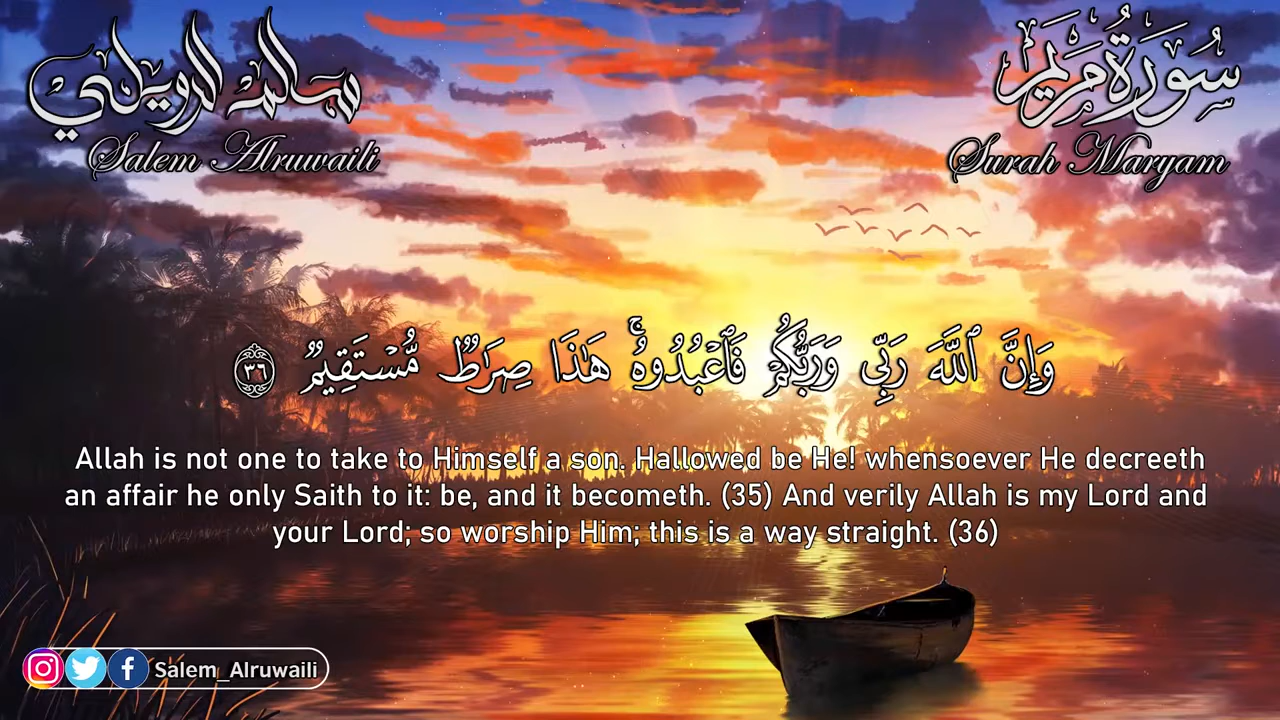 سالم الرويلي
Salem Alruwaili
سُورَةُ مَرْيَم
Surah Maryam
وَإِنَّ ٱللَّهَ رَبِّى وَرَبُّكُمْ فَٱعْبُدُوهُ ۚ هَـٰذَا صِرَٰطٌ مُّسْتَقِيمٌ ٣٦
Allah is not one to take to Himself a son. Hallowed be He! whensoever He decreeth
an affair he only Saith to it: be, and it becometh. (35) And verily Allah is my Lord and
your Lord; so worship Him; this is a way straight. (36)
Salem_Alruwaili